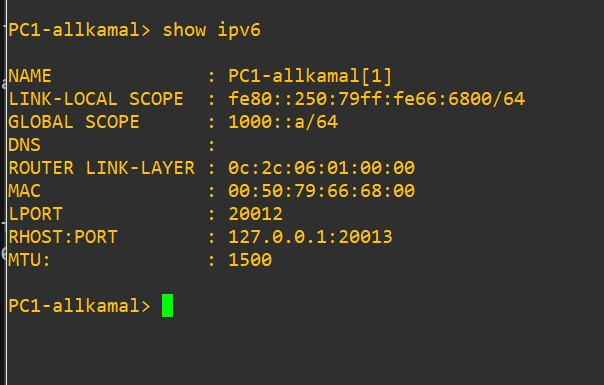 PC1-allkamal> show ipv6
NAME : PC1-allkamal[1]
LINK-LOCAL SCOPE : fe80::250:79ff:fe66:6800/64
GLOBAL SCOPE : 1000::a/64
DNS :
ROUTER LINK-LAYER : 0c:2c:06:01:00:00
MAC : 00:50:79:66:68:00
LPORT : 20012
RHOST:PORT : 127.0.0.1:20013
MTU: : 1500
PC1-allkamal>